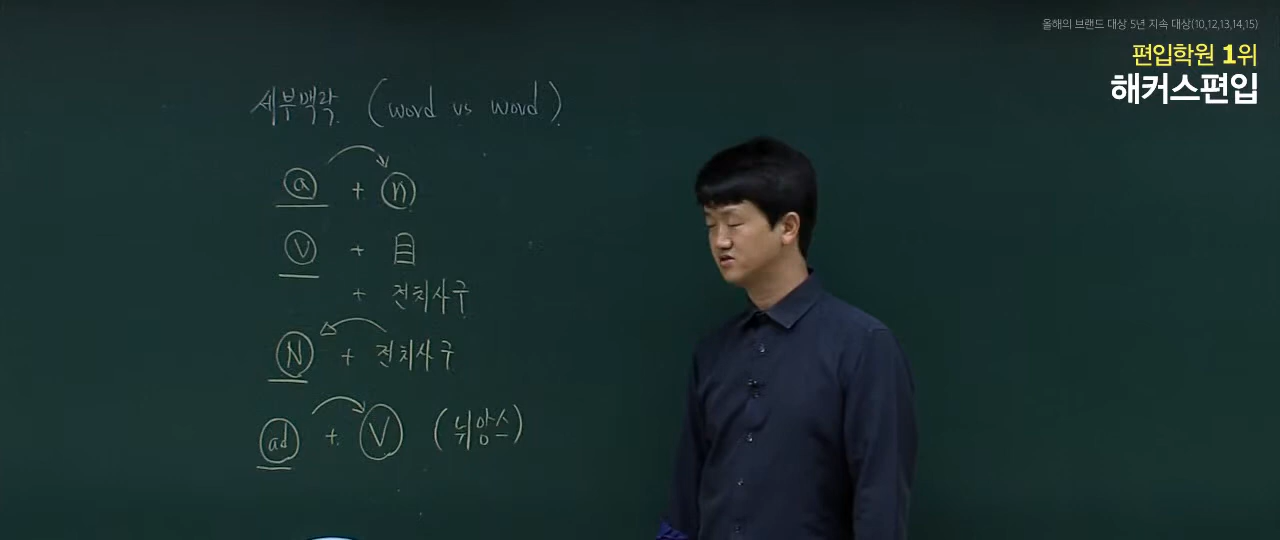 올해의 브랜드 대상 5년 지속 대상(10,12,13,14,15)
편입학원 1위
해커스편입
세부맥락 (word vs word)
a + n
v + 目
+ 전치사구
N + 전치사구
ad + V (뉘앙스)